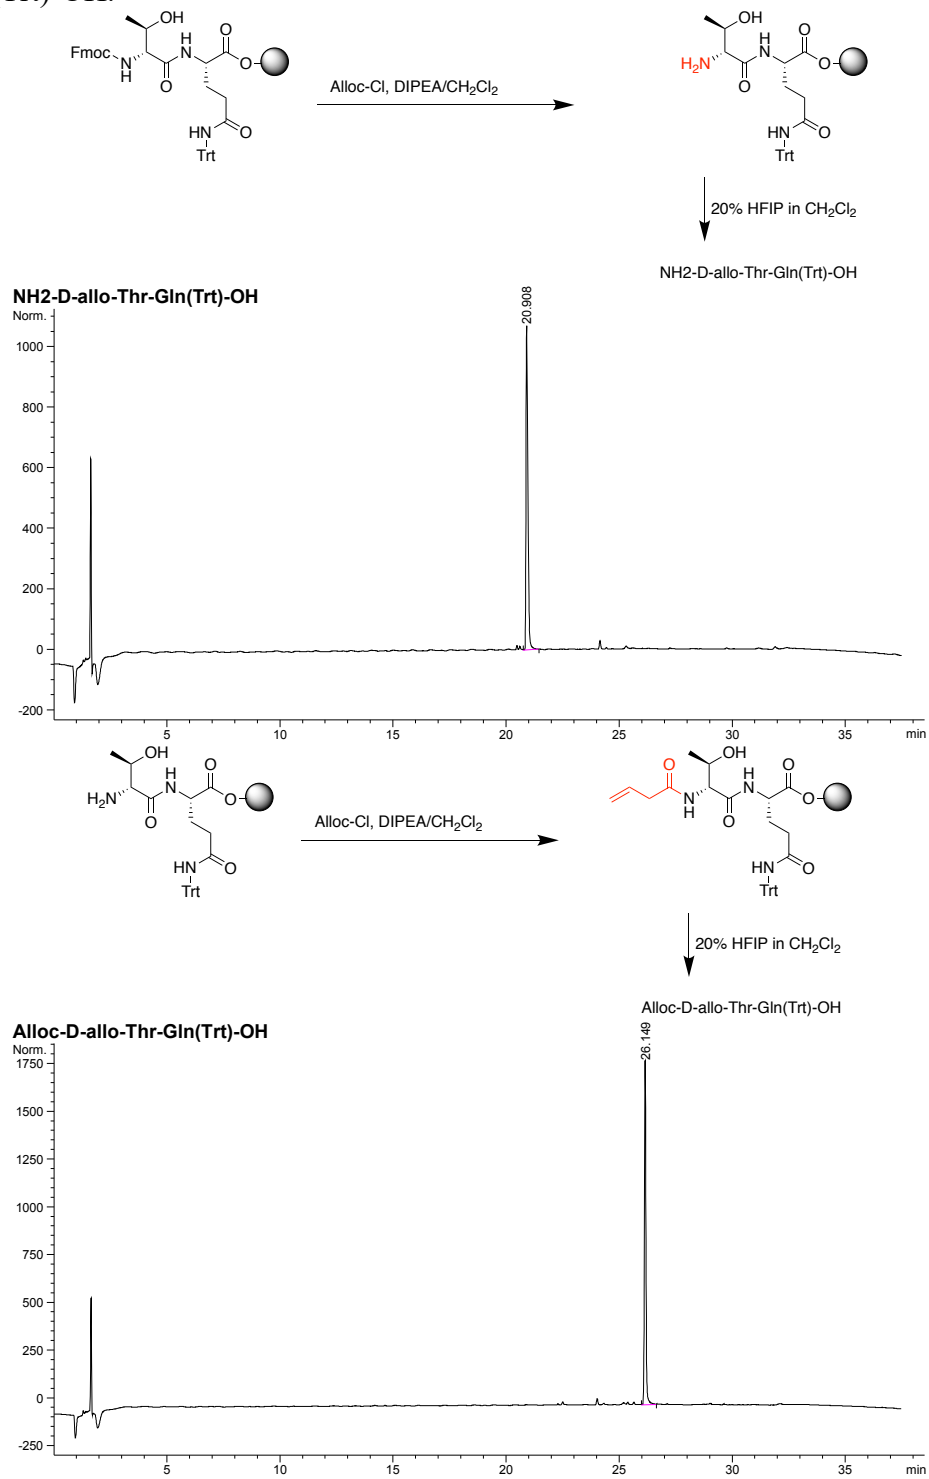 OH
Fmoc
N
H
O
H
N
O
O
HN
O
Trt
Alloc-Cl, DIPEA/CH2Cl2
OH
H2N
O
H
N
O
O
HN
O
Trt
20% HFIP in CH2Cl2
NH2-D-allo-Thr-Gln(Trt)-OH
NH2-D-allo-Thr-Gln(Trt)-OH
Norm.
20.908
1000
800
600
400
200
0
-200
5 10 15 20 25 30 35 min
OH
H2N
O
H
N
O
O
HN
O
Trt
Alloc-Cl, DIPEA/CH2Cl2
O
N
H
OH
O
H
N
O
O
HN
O
Trt
20% HFIP in CH2Cl2
Alloc-D-allo-Thr-Gln(Trt)-OH
Alloc-D-allo-Thr-Gln(Trt)-OH
Norm.
26.149
1750
1500
1250
1000
750
500
250
0
-250
5 10 15 20 25 30 35 min